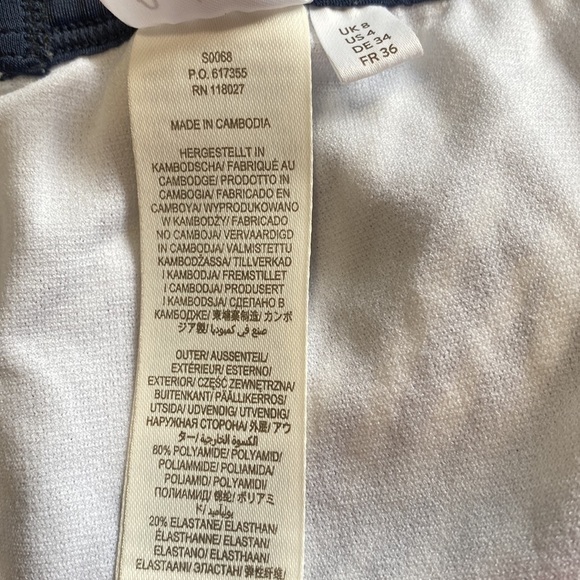 UK 8
US 4
DE 34
FR 36
S0068
P.O. 617355
RN 118027
MADE IN CAMBODIA
HERGESTELLT IN
KAMBODSCHA/ FABRIQUÉ AU
CAMBODGE/ PRODOTTO IN
CAMBOGIA/ FABRICADO EN
CAMBOYA/ WYPRODUKOWANO
W KAMBODŻY/ FABRICADO
NO CAMBOJA/ VERVAARDIGD
IN CAMBODJA/ VALMISTETTU
KAMBODŽASSA/ TILLVERKAD
I KAMBODJA/ FREMSTILLET
I CAMBODJA/ PRODUSERT
I KAMBODSJA/ СДЕЛАНО В
КАМБОДЖЕ/ 柬埔寨制造/ カンボ
ジア製/ صنع في كمبوديا
OUTER/ AUSSENTEIL/
EXTÉRIEUR/ ESTERNO/
EXTERIOR/ CZĘŚĆ ZEWNĘTRZNA/
BUITENKANT/ PÄÄLLIKERROS/
UTSIDA/ UDVENDIG/ UTVENDIG/
НАРУЖНАЯ СТОРОНА/ 外层/ アウ
ター/ الكسوة الخارجية
80% POLYAMIDE/ POLYAMID/
POLIAMMIDE/ POLIAMIDA/
POLIAMID/ POLYAMIDI/
ПОЛИАМИД/ 锦纶/ ポリアミ
ド/ بوليأميد
20% ELASTANE/ ELASTHAN/
ÉLASTHANNE/ ELASTAN/
ELASTANO/ ELASTAANI/
ELASTAAN/ ЭЛАСТАН/ 弹性纤维